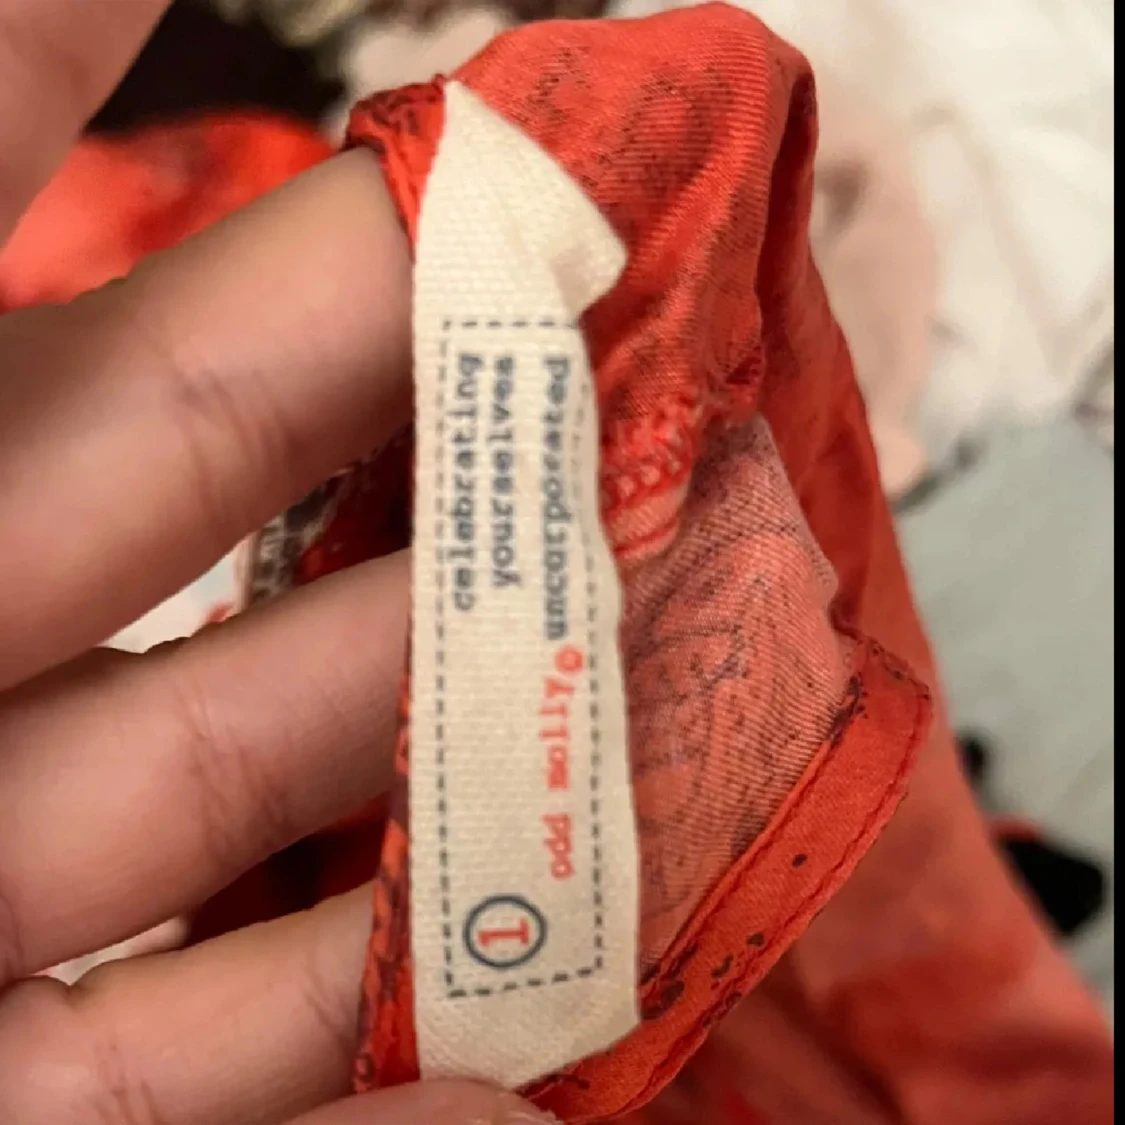 celebrating
yourselves
uncorporated
odd molly©
1